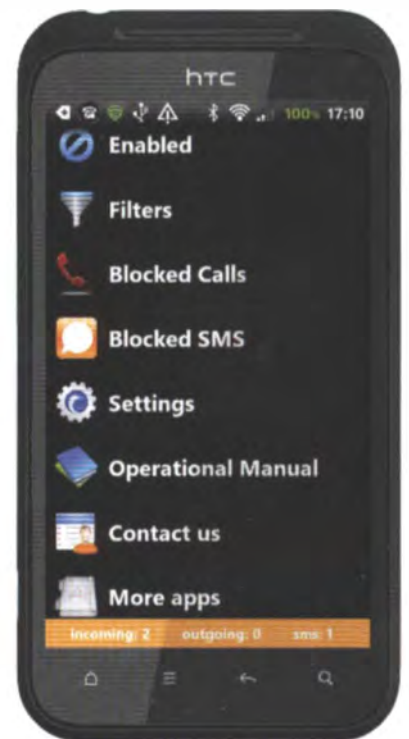 hTC
100% 17:10
Enabled
Filters
Blocked Calls
Blocked SMS
Settings
Operational Manual
Contact us
More apps
incoming: 2 outgoing: 0 sms: 1